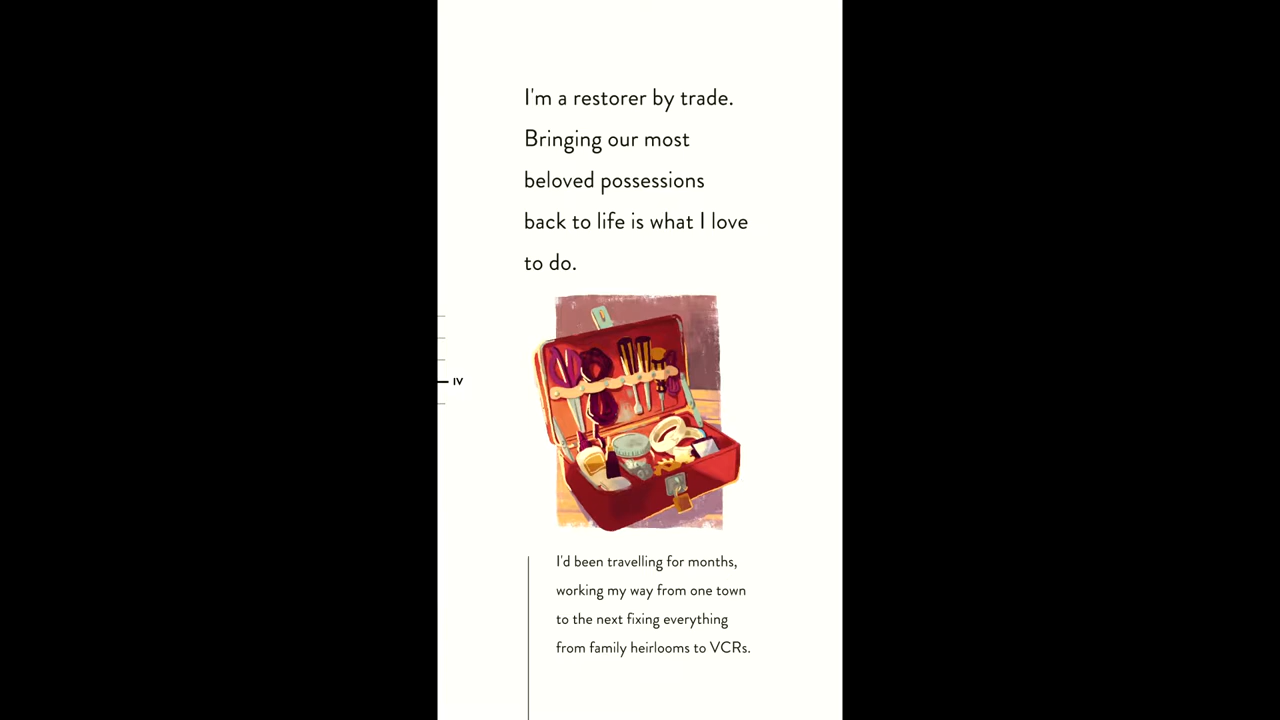 I'm a restorer by trade.
Bringing our most
beloved possessions
back to life is what I love
to do.
IV
I'd been travelling for months,
working my way from one town
to the next fixing everything
from family heirlooms to VCRs.